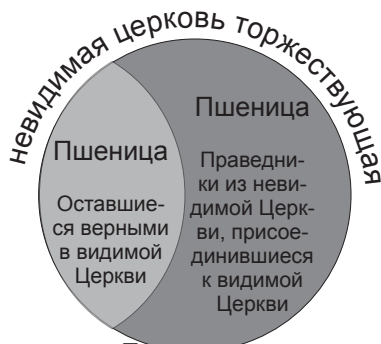 невидимая церковь торжествующая
Пшеница
Оставшие-
ся верными
в видимой
Церкви
Пшеница
Праведни-
ки из неви-
димой Церк-
ви, присое-
динившиеся
к видимой
Церкви